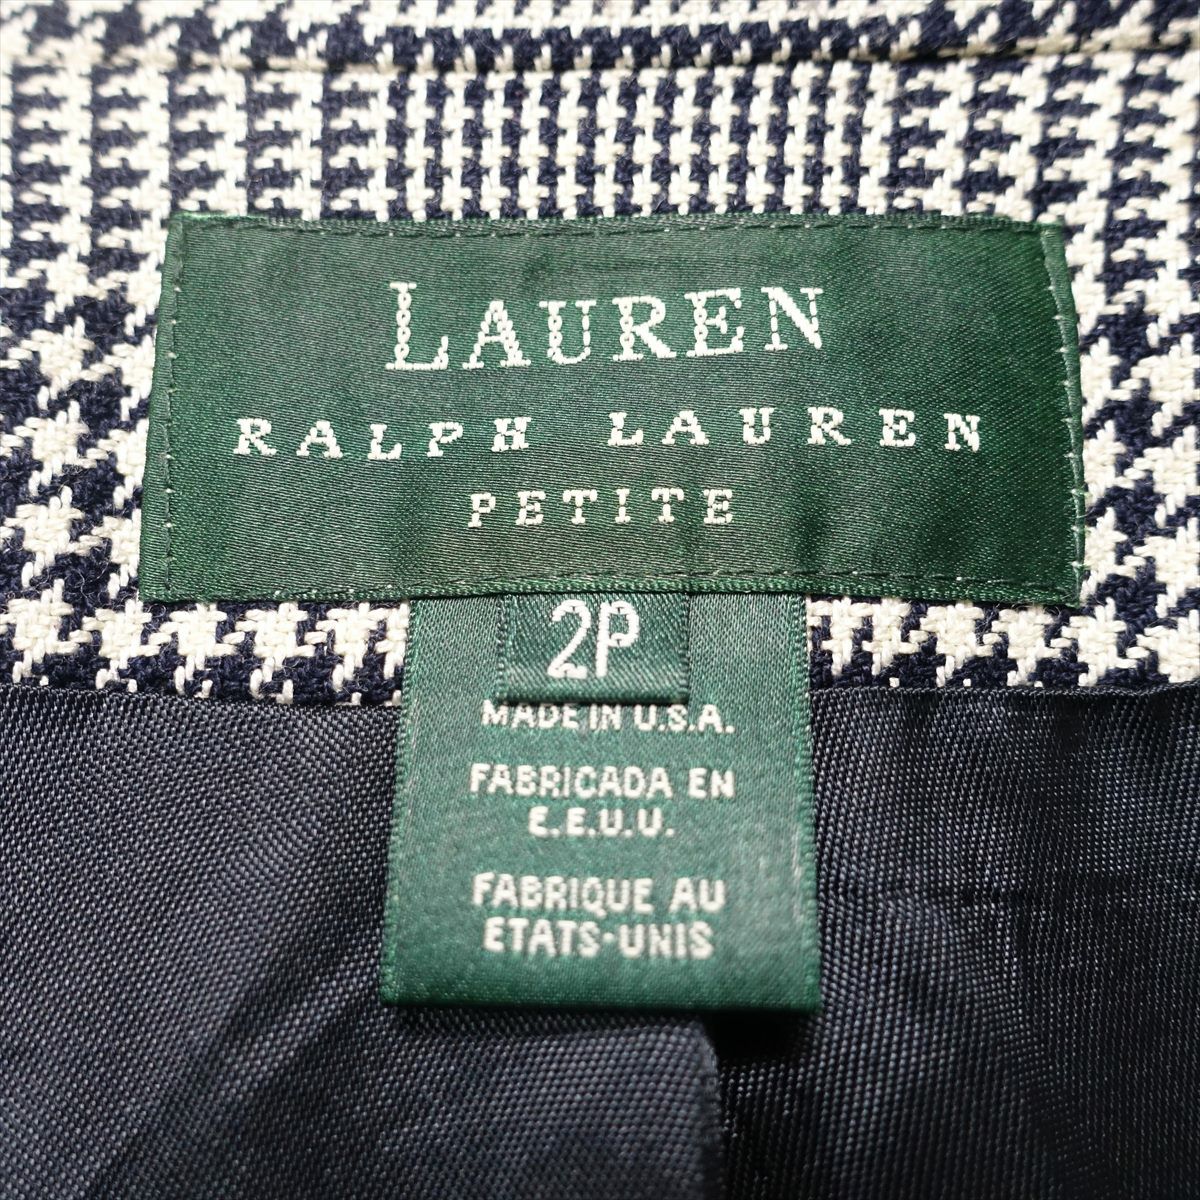 LAUREN
RALPH LAUREN
PETITE
2P
MADE IN U.S.A.
FABRICADA EN
E.E.U.U.
FABRIQUE AU
ETATS-UNIS